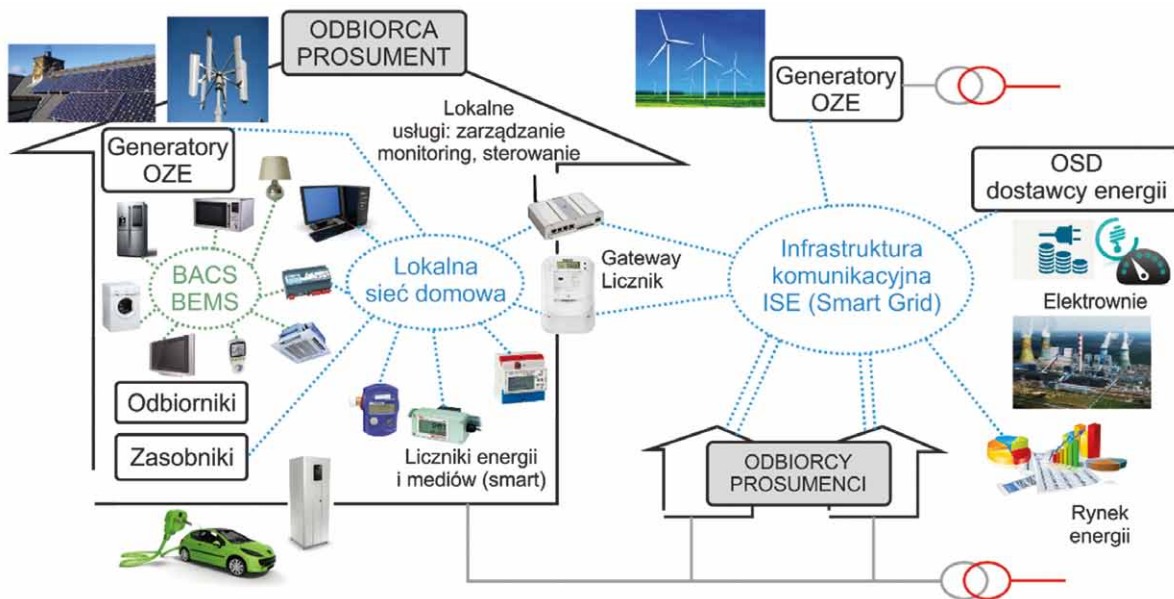 ODBIORCA
PROSUMENT
Lokalne
usługi: zarządzanie
monitoring, sterowanie
Generatory
OZE
BACS
BEMS
Lokalna
sieć domowa
Gateway
Licznik
Odbiorniki
Zasobniki
Liczniki energii
i mediów (smart)
Generatory
OZE
OSD
dostawcy energii
Infrastruktura
komunikacyjna
ISE (Smart Grid)
Elektrownie
ODBIORCY
PROSUMENCI
Rynek
energii